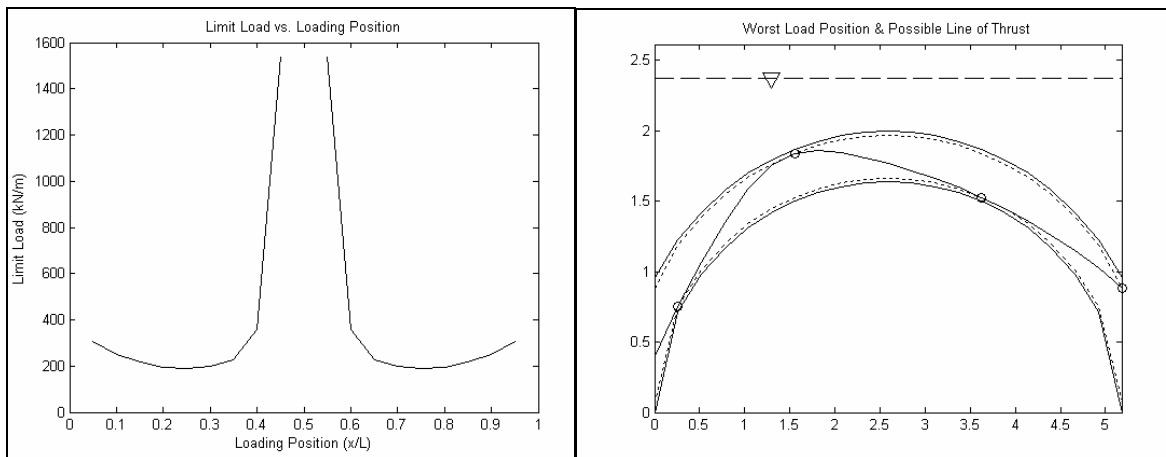 Limit Load vs. Loading Position
1600
1400
1200
1000
800
600
400
200
0
Limit Load (kN/m)
0 0.1 0.2 0.3 0.4 0.5 0.6 0.7 0.8 0.9 1
Loading Position (x/L)
Worst Load Position & Possible Line of Thrust
2.5
2
1.5
1
0.5
0
0 0.5 1 1.5 2 2.5 3 3.5 4 4.5 5